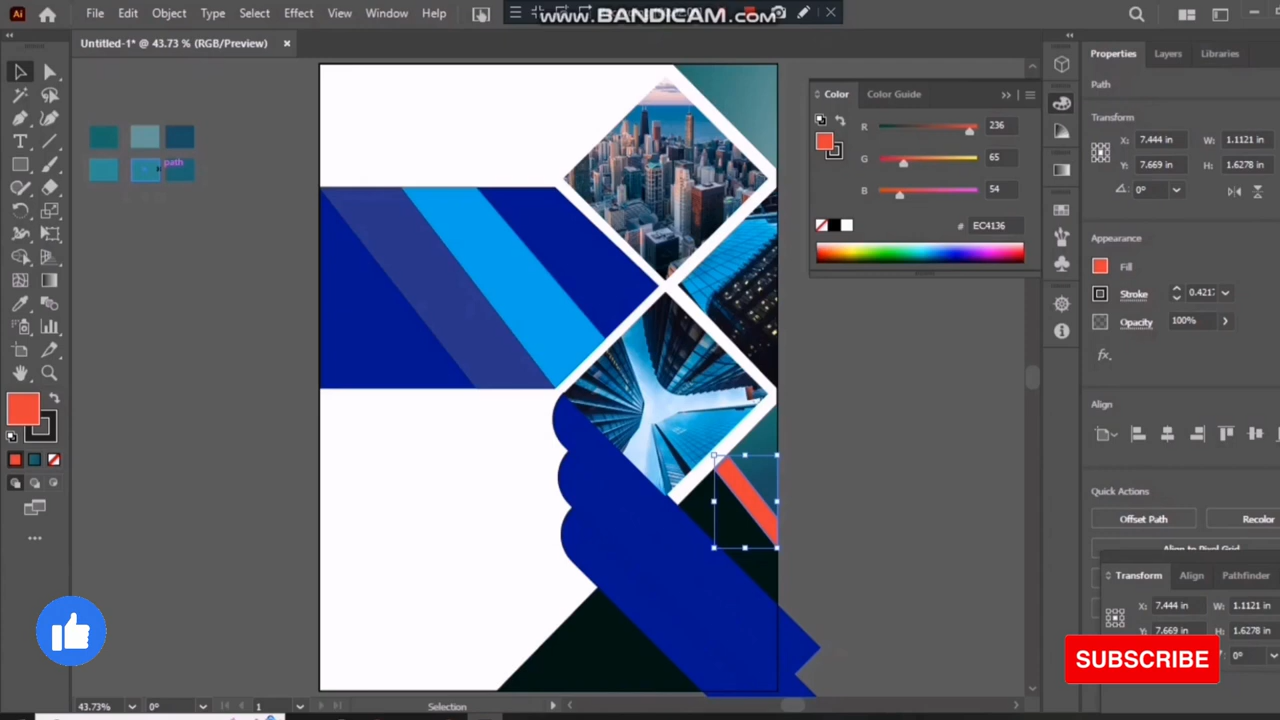 Ai
File Edit Object Type Select Effect View Window Help
www.BANDICAM.com
Untitled-1* @ 43.73 % (RGB/Preview) ×
path
Color Color Guide
R 236
G 65
B 54
# EC4136
Properties Layers Libraries
Path
Transform
X: 7.444 in W: 1.1121 in
Y: 7.669 in H: 1.6278 in
0°
Appearance
Fill
Stroke 0.421
Opacity 100%
fx.
Align
Quick Actions
Offset Path Recolor
Align to Pixel Grid
Transform Align Pathfinder
X: 7.444 in W: 1.1121 in
Y: 7.669 in H: 1.6278 in
0°
SUBSCRIBE
43.73% 0° 1 Selection